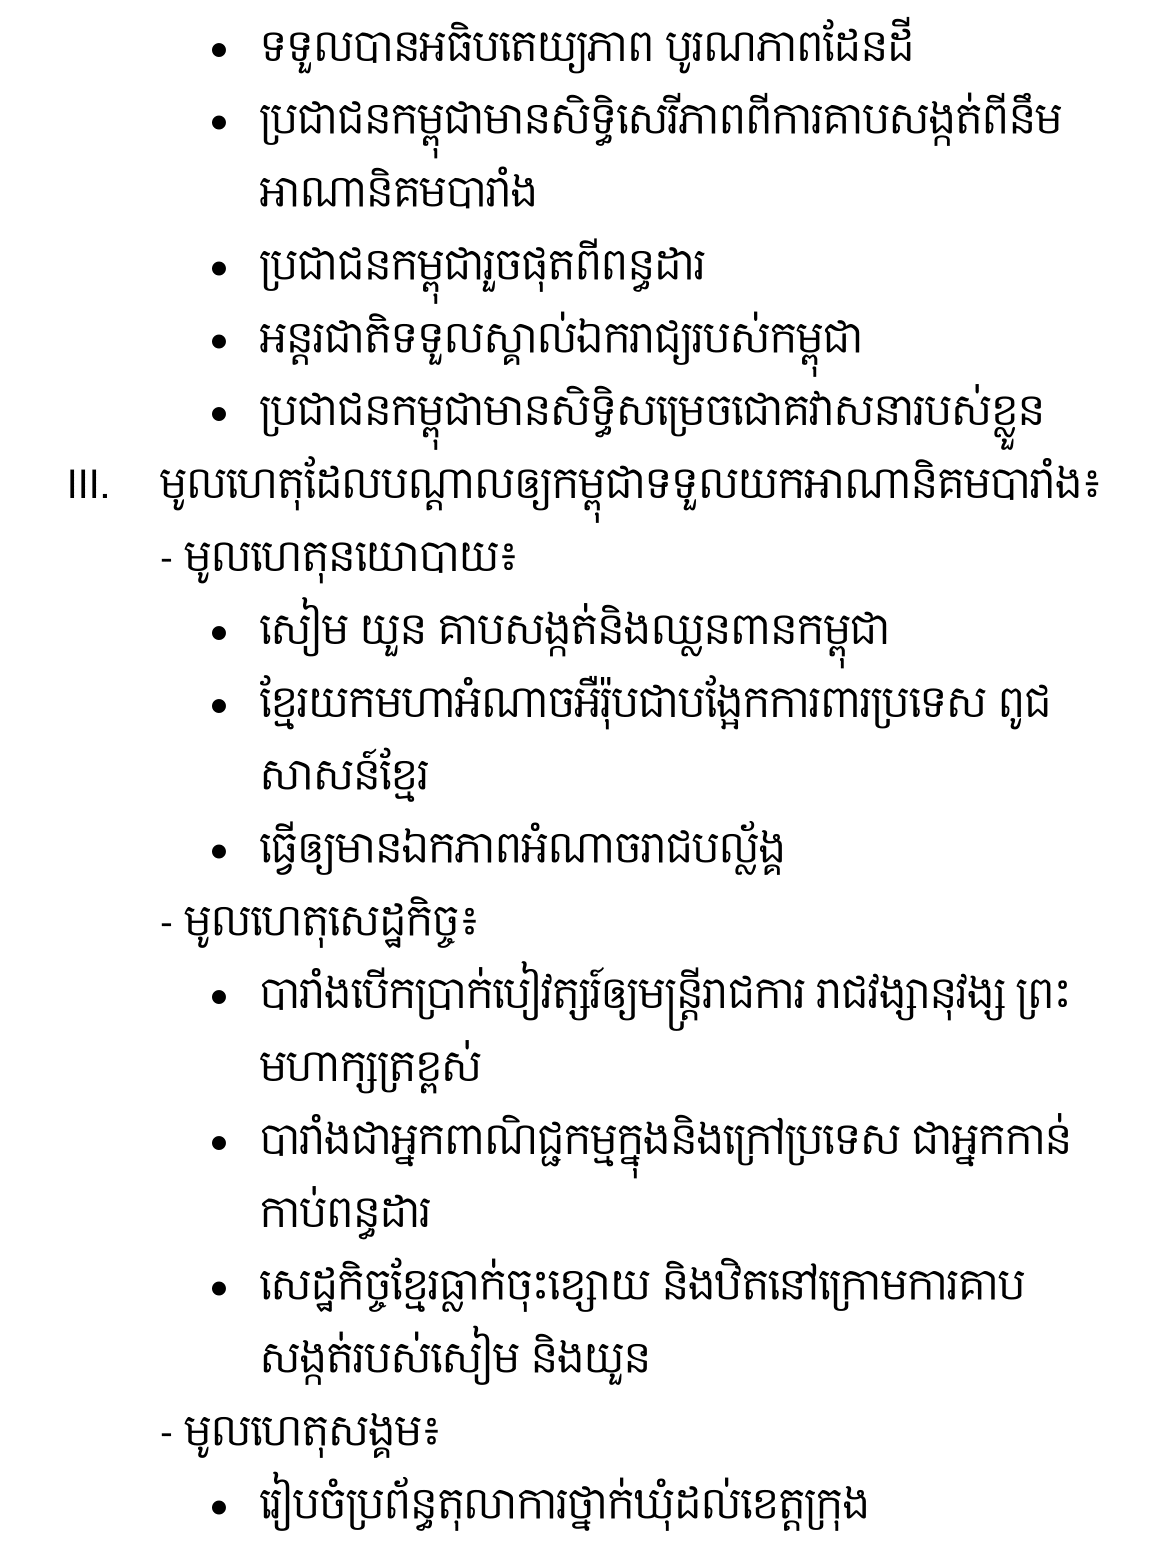 • ទទួលបានអធិបតេយ្យភាព បូរណភាពដែនដី
• ប្រជាជនកម្ពុជាមានសិទ្ធិសេរីភាពពីការគាបសង្កត់ពីនឹម
អាណានិគមបារាំង
• ប្រជាជនកម្ពុជារួចផុតពីពន្ធដារ
• អន្តរជាតិទទួលស្គាល់ឯករាជ្យរបស់កម្ពុជា
• ប្រជាជនកម្ពុជាមានសិទ្ធិសម្រេចជោគវាសនារបស់ខ្លួន
III. មូលហេតុដែលបណ្តាលឲ្យកម្ពុជាទទួលយកអាណានិគមបារាំង៖
- មូលហេតុនយោបាយ៖
• សៀម យួន គាបសង្កត់និងឈ្លនពានកម្ពុជា
• ខ្មែរយកមហាអំណាចអឺរ៉ុបជាបង្អែកការពារប្រទេស ពូជ
សាសន៍ខ្មែរ
• ធ្វើឲ្យមានឯកភាពអំណាចរាជបល្ល័ង្គ
- មូលហេតុសេដ្ឋកិច្ច៖
• បារាំងបើកប្រាក់បៀវត្សរ៍ឲ្យមន្ត្រីរាជការ រាជវង្សានុវង្ស ព្រះ
មហាក្សត្រខ្ពស់
• បារាំងជាអ្នកពាណិជ្ជកម្មក្នុងនិងក្រៅប្រទេស ជាអ្នកកាន់
កាប់ពន្ធដារ
• សេដ្ឋកិច្ចខ្មែរធ្លាក់ចុះខ្សោយ និងឋិតនៅក្រោមការគាប
សង្កត់របស់សៀម និងយួន
- មូលហេតុសង្គម៖
• រៀបចំប្រព័ន្ធតុលាការថ្នាក់ឃុំដល់ខេត្តក្រុង